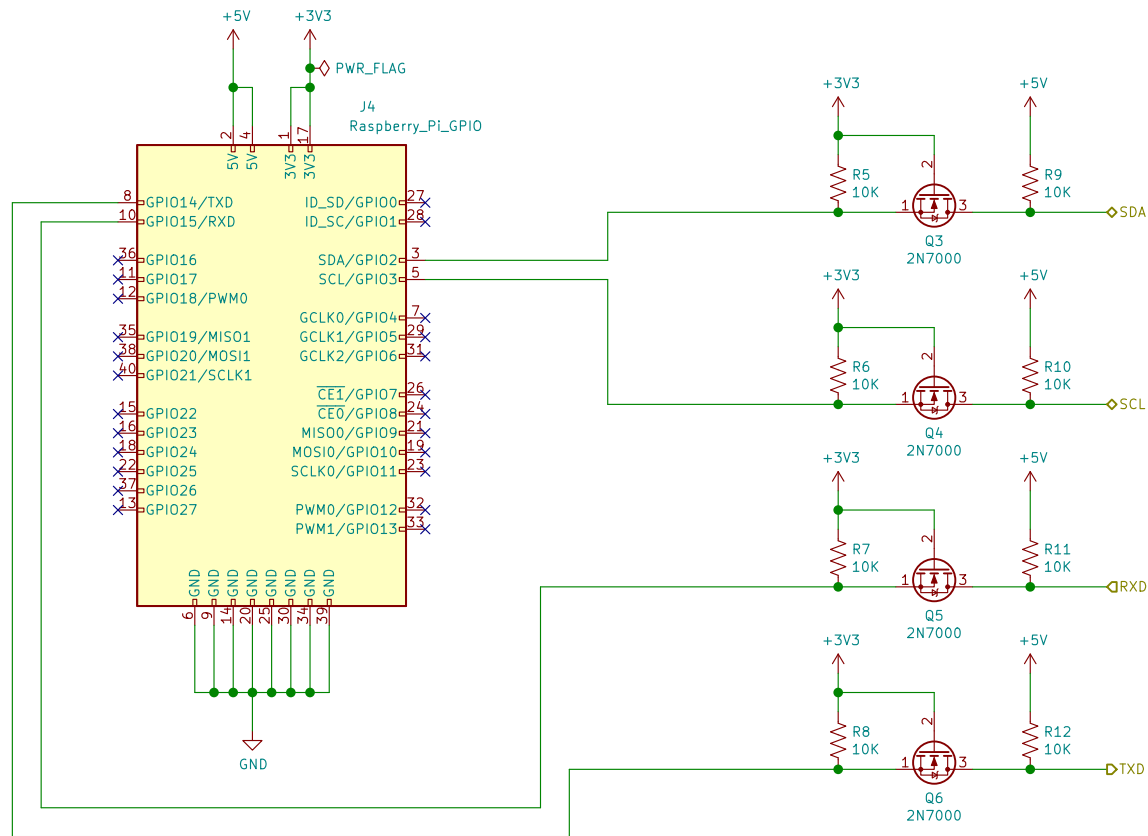 +5V
+3V3
PWR_FLAG
J4
Raspberry_Pi_GPIO
2
4
1
17
5V
5V
3V3
3V3
8
GPIO14/TXD
10
GPIO15/RXD
36
GPIO16
11
GPIO17
12
GPIO18/PWM0
35
GPIO19/MISO1
38
GPIO20/MOSI1
40
GPIO21/SCLK1
15
GPIO22
16
GPIO23
18
GPIO24
22
GPIO25
37
GPIO26
13
GPIO27
ID_SD/GPIO0
27
ID_SC/GPIO1
28
SDA/GPIO2
3
SCL/GPIO3
5
GCLK0/GPIO4
7
GCLK1/GPIO5
29
GCLK2/GPIO6
31
CE1/GPIO7
26
CE0/GPIO8
24
MISO0/GPIO9
21
MOSI0/GPIO10
19
SCLK0/GPIO11
23
PWM0/GPIO12
32
PWM1/GPIO13
33
GND
GND
GND
GND
GND
GND
GND
GND
6
9
14
20
25
30
34
39
GND
+3V3
+5V
R5
10K
2
1
3
Q3
2N7000
R9
10K
SDA
+3V3
+5V
R6
10K
2
1
3
Q4
2N7000
R10
10K
SCL
+3V3
+5V
R7
10K
2
1
3
Q5
2N7000
R11
10K
RXD
+3V3
+5V
R8
10K
2
1
3
Q6
2N7000
R12
10K
TXD